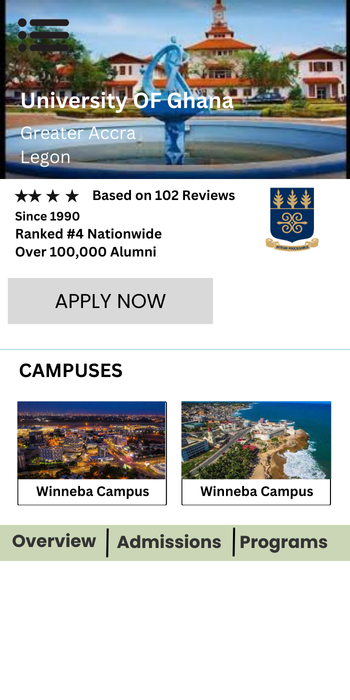 University OF Ghana
Greater Accra
Legon
★★ ★ ★ Based on 102 Reviews
Since 1990
Ranked #4 Nationwide
Over 100,000 Alumni
APPLY NOW
CAMPUSES
Winneba Campus
Winneba Campus
Overview | Admissions | Programs